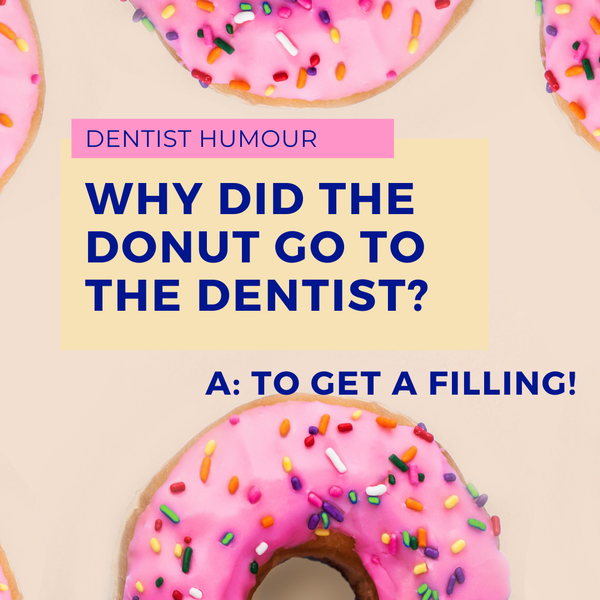 DENTIST HUMOUR
WHY DID THE
DONUT GO TO
THE DENTIST?
A: TO GET A FILLING!